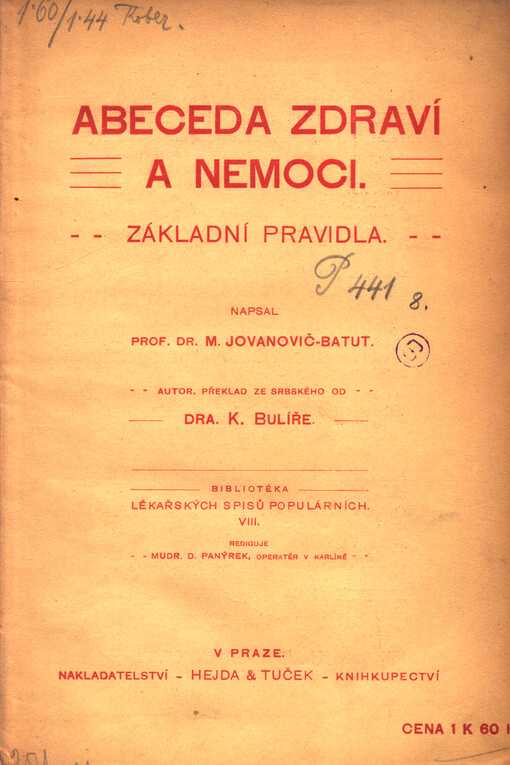 1·60/1·44 Kober.
ABECEDA ZDRAVÍ
A NEMOCI.
- - ZÁKLADNÍ PRAVIDLA. - -
P 441 8.
NAPSAL
PROF. DR. M. JOVANOVIČ-BATUT.
- - AUTOR. PŘEKLAD ZE SRBSKÉHO OD - -
DRA. K. BULÍŘE.
BIBLIOTÉKA
LÉKAŘSKÝCH SPISŮ POPULÁRNÍCH.
VIII.
REDIGUJE
- - MUDR. D. PANÝREK, OPERATÉR V KARLÍNĚ - -
V PRAZE.
NAKLADATELSTVÍ - HEJDA & TUČEK - KNIHKUPECTVÍ
CENA 1 K 60